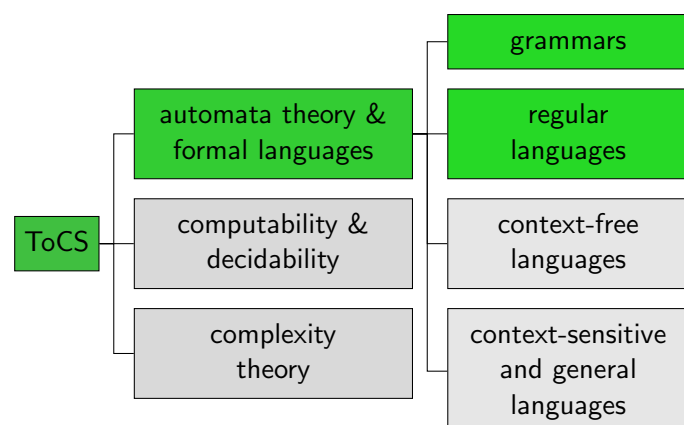 grammars
automata theory &
formal languages
regular
languages
ToCS
computability &
decidability
context-free
languages
complexity
theory
context-sensitive
and general
languages